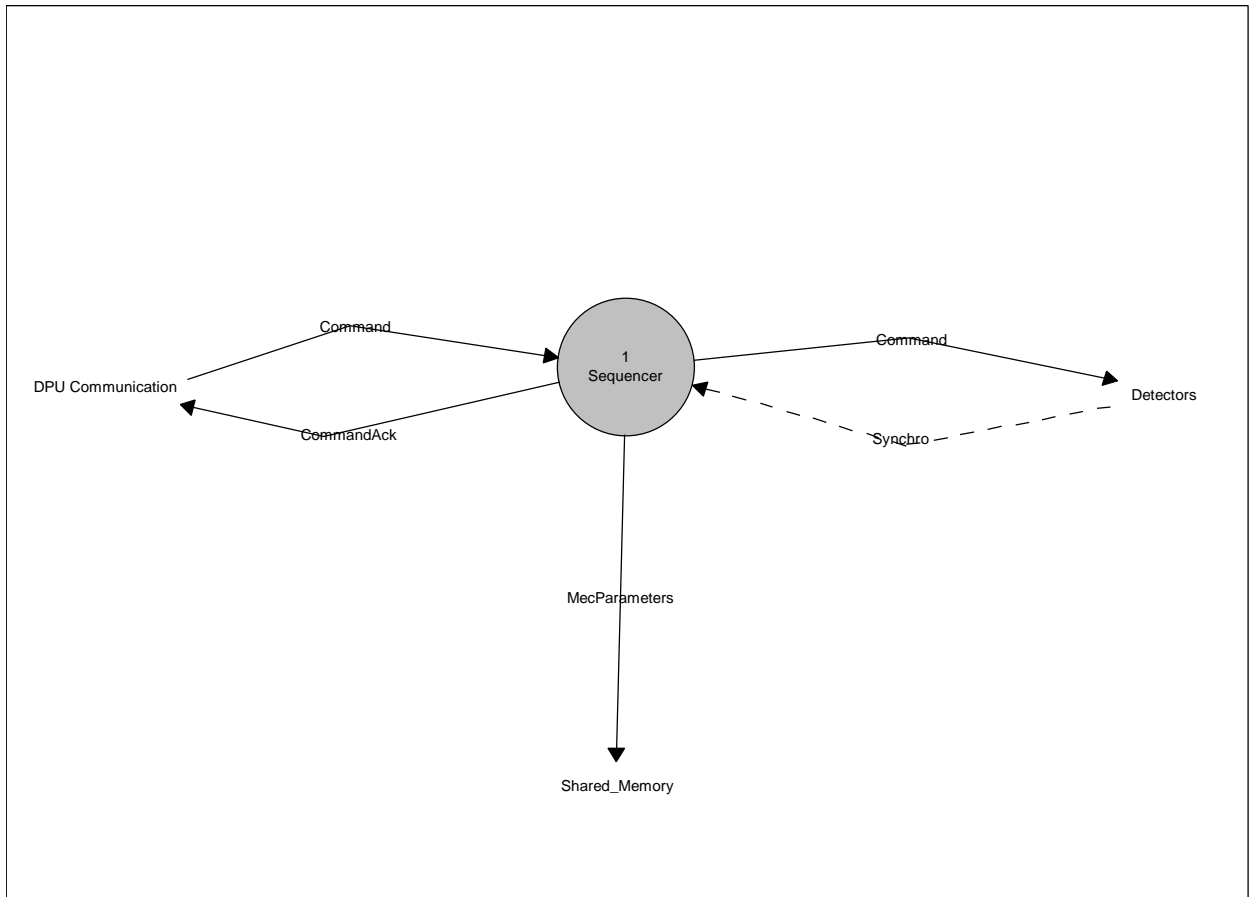 Command
1
Sequencer
Command
DPU Communication
Detectors
CommandAck
Synchro
MecParameters
Shared_Memory